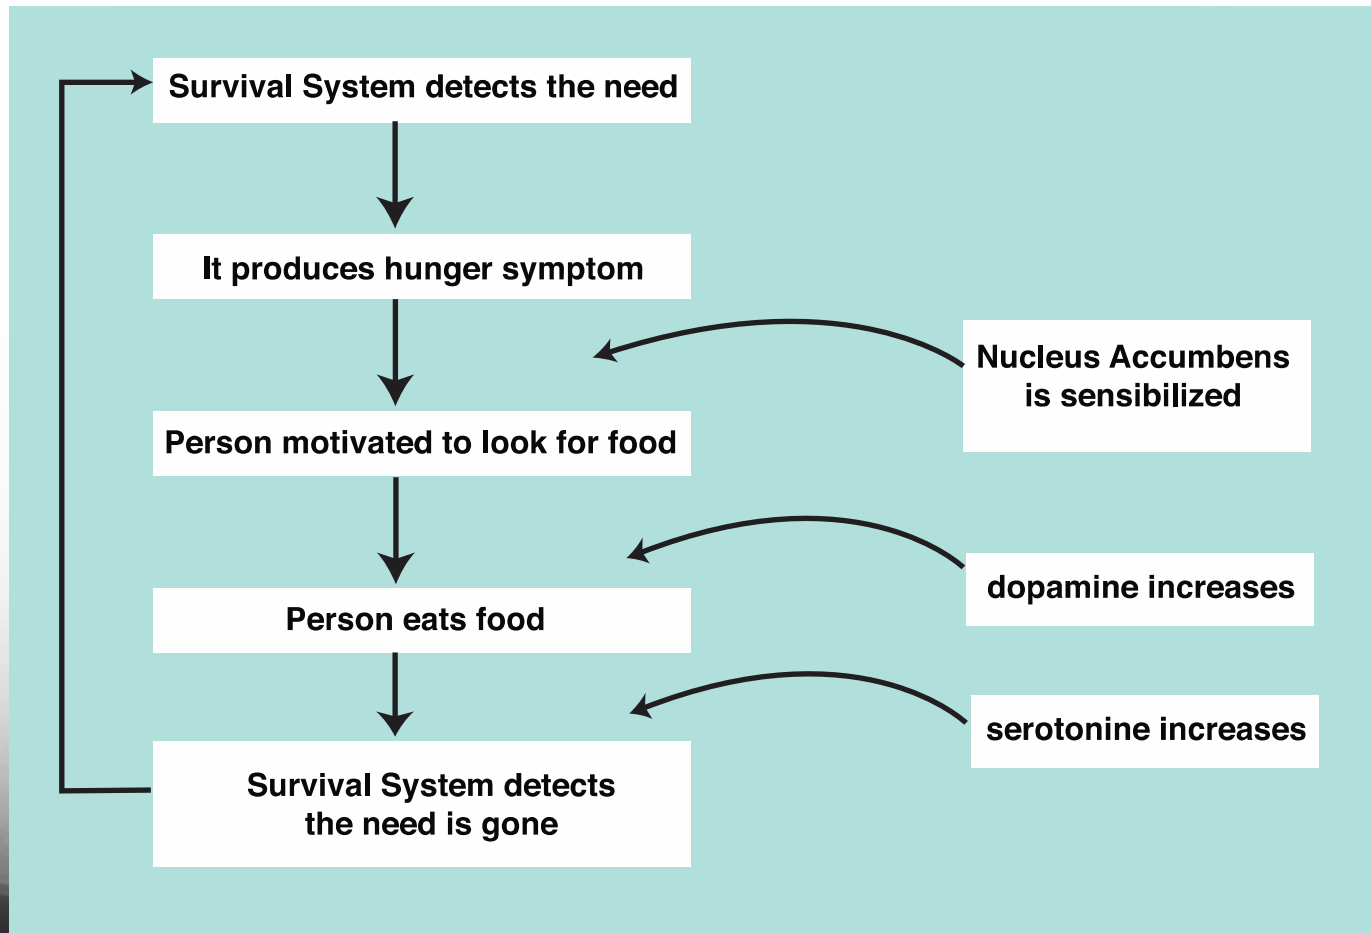 Survival System detects the need
It produces hunger symptom
Nucleus Accumbens
is sensibilized
Person motivated to look for food
dopamine increases
Person eats food
serotonine increases
Survival System detects
the need is gone